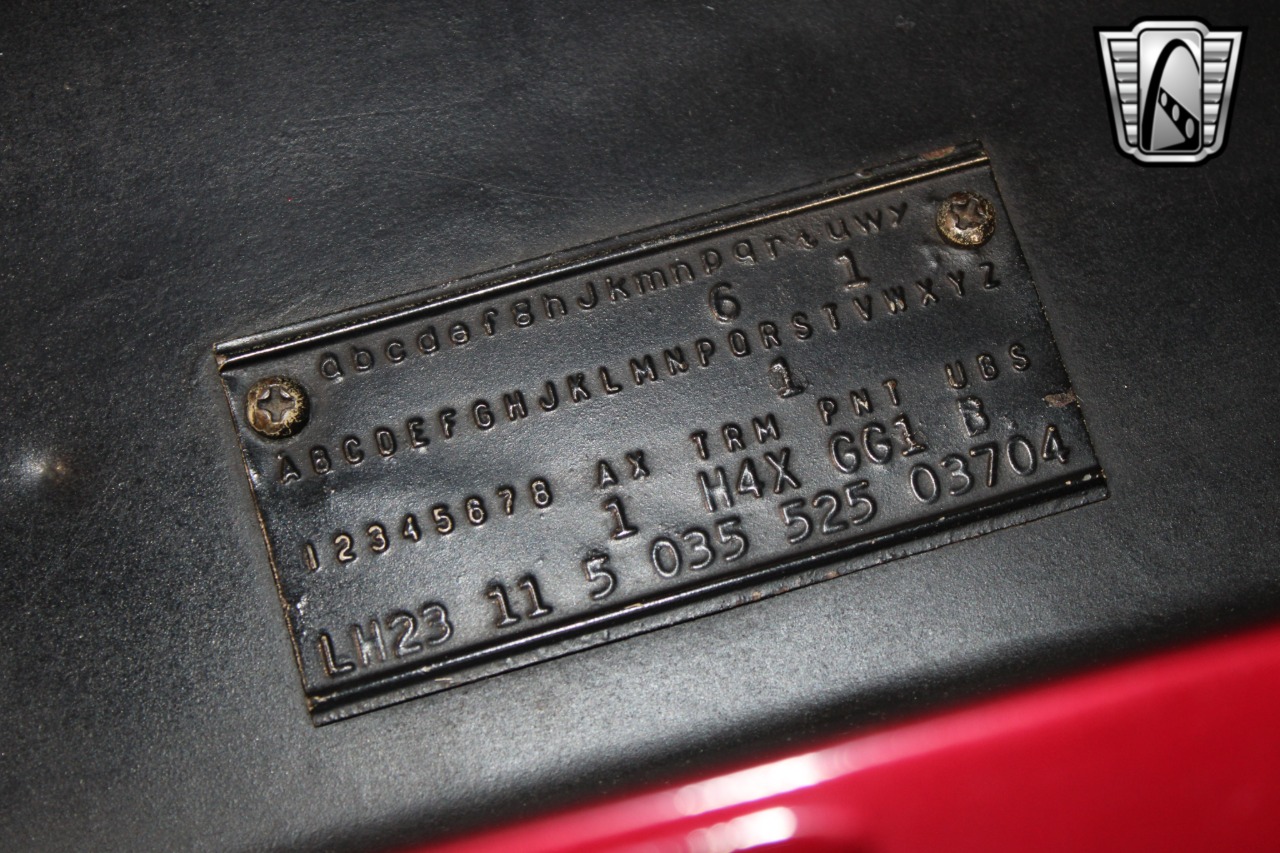 abcdefghJkmnpqrtuwy
6 1
ABCDEFGHJKLMNPQRSTVWXYZ
1
12345678 AX TRM PNT UBS
1 H4X GG1 B
LH23 11 5 035 525 03704